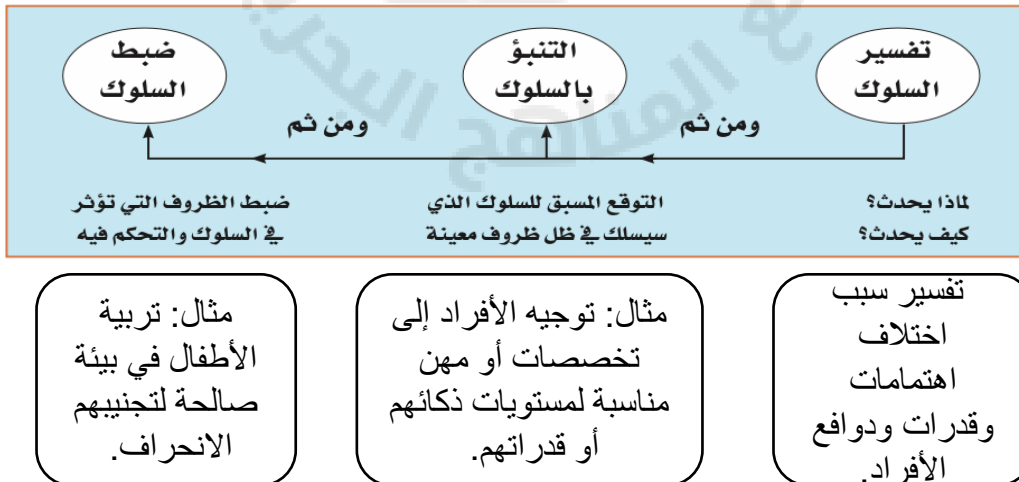 تفسير
السلوك
التنبؤ
بالسلوك
ضبط
السلوك
ومن ثم
ومن ثم
لماذا يحدث؟
كيف يحدث؟
التوقع المسبق للسلوك الذي
سيسلك في ظل ظروف معينة
ضبط الظروف التي تؤثر
في السلوك والتحكم فيه
تفسير سبب
اختلاف
اهتمامات
وقدرات ودوافع
الأفراد.
مثال: توجيه الأفراد إلى
تخصصات أو مهن
مناسبة لمستويات ذكائهم
أو قدراتهم.
مثال: تربية
الأطفال في بيئة
صالحة لتجنيبهم
الانحراف.